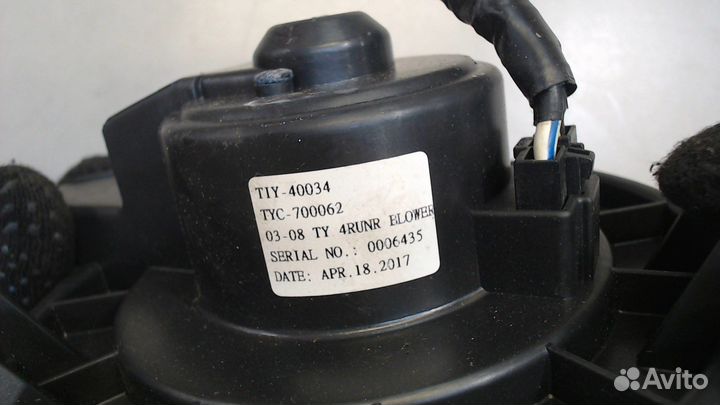 TIY-40034
TYC-700062
03-08 TY 4RUNR BLOWER
SERIAL NO.: 0006435
DATE: APR.18.2017
Avito